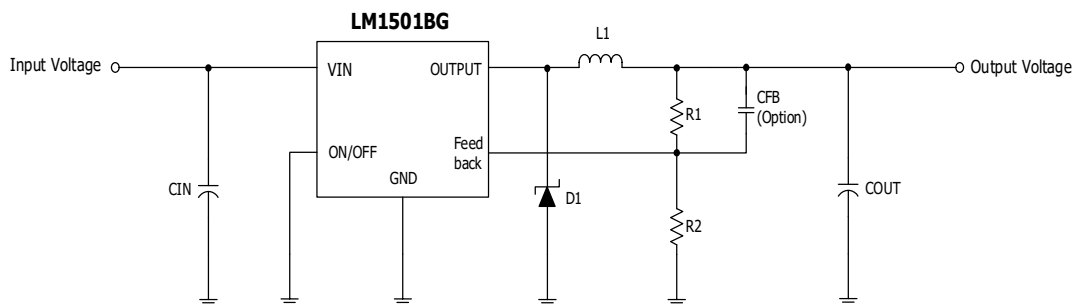 LM1501BG
L1
Input Voltage
VIN
OUTPUT
Output Voltage
CFB
(Option)
R1
ON/OFF
Feed
back
GND
CIN
D1
R2
COUT